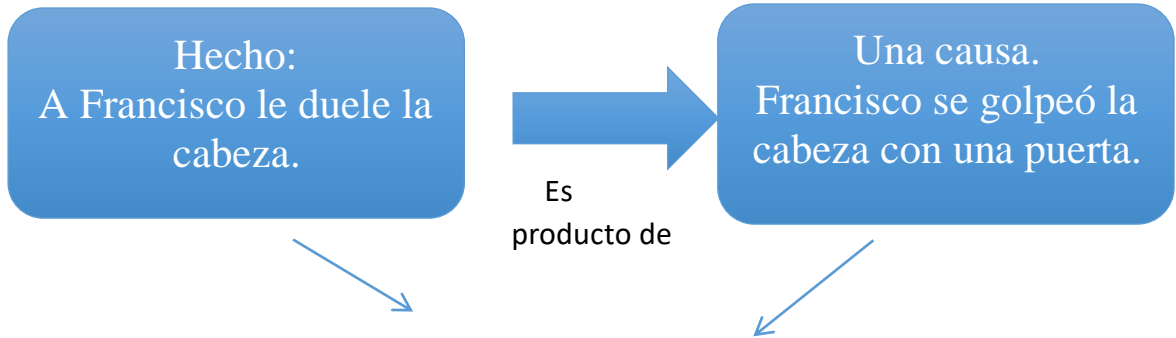 Hecho:
A Francisco le duele la
cabeza.
Es
producto de
Una causa.
Francisco se golpeó la
cabeza con una puerta.